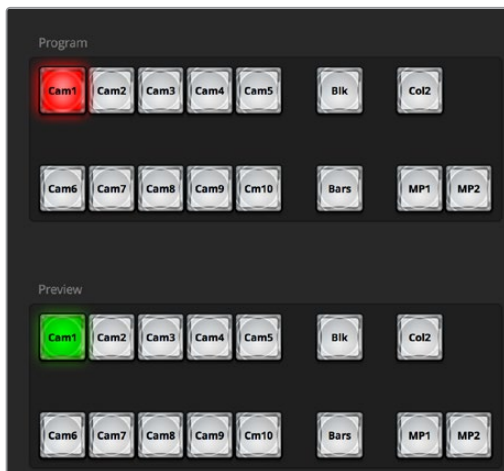 Program
Cam1 Cam2 Cam3 Cam4 Cam5 Blk Col2
Cam6 Cam7 Cam8 Cam9 Cm10 Bars MP1 MP2
Preview
Cam1 Cam2 Cam3 Cam4 Cam5 Blk Col2
Cam6 Cam7 Cam8 Cam9 Cm10 Bars MP1 MP2